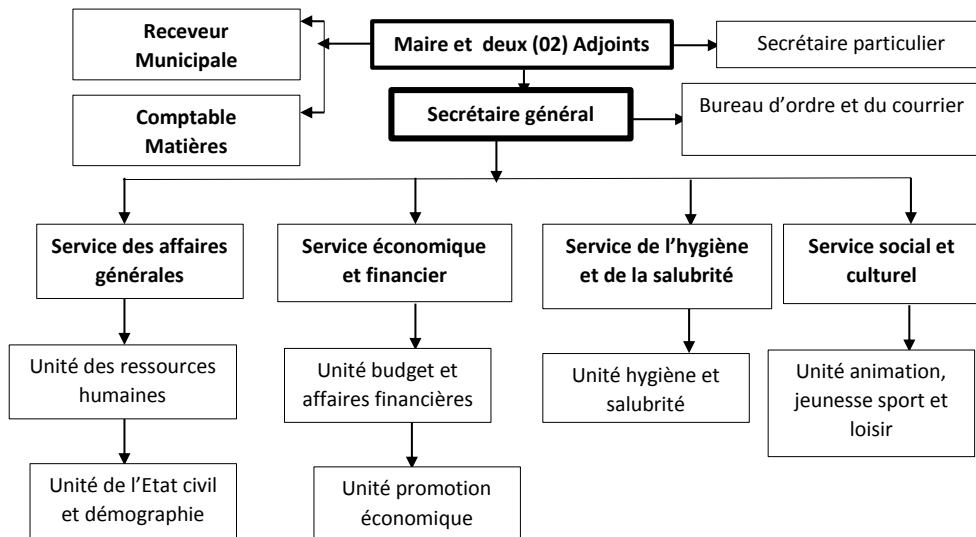 Receveur
Municipale
Maire et deux (02) Adjoints
Secrétaire particulier
Comptable
Matières
Secrétaire général
Bureau d'ordre et du courrier
Service des affaires
générales
Service économique
et financier
Service de l'hygiène
et de la salubrité
Service social et
culturel
Unité des ressources
humaines
Unité budget et
affaires financières
Unité hygiène et
salubrité
Unité animation,
jeunesse sport et
loisir
Unité de l'Etat civil
et démographie
Unité promotion
économique